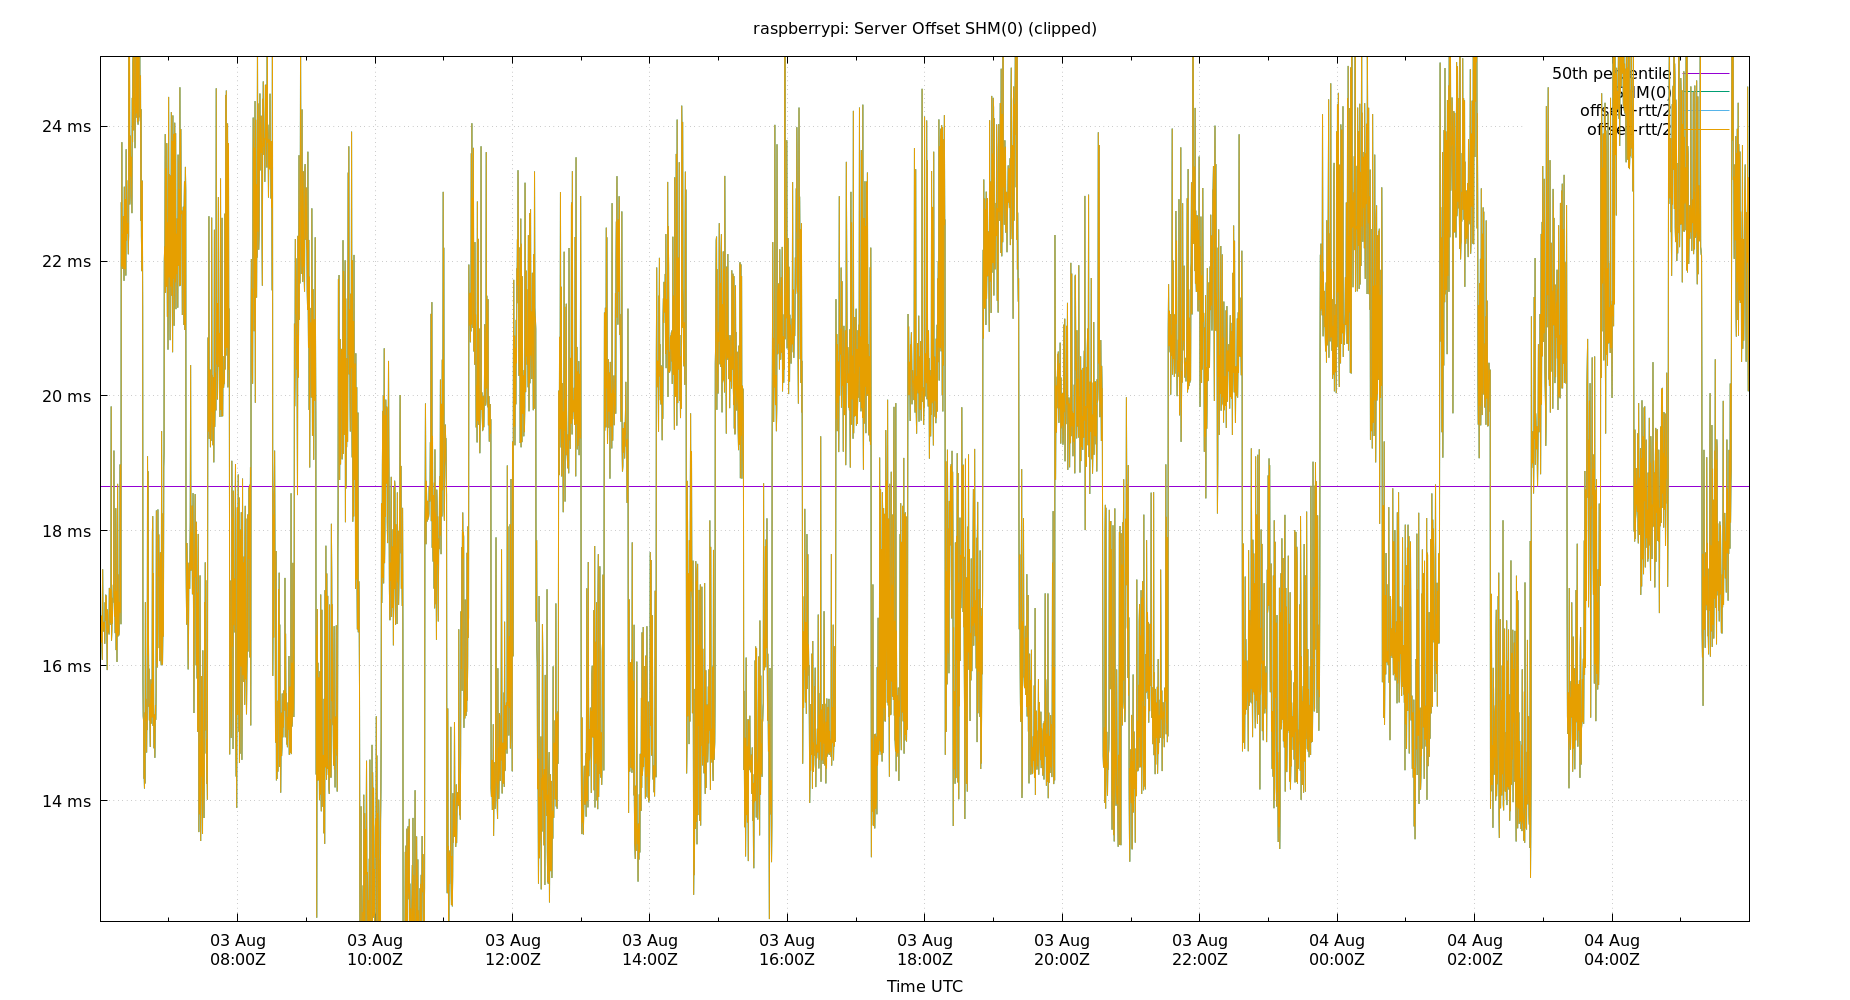 raspberrypi: Server Offset SHM(0) (clipped)
50th percentile
SHM(0)
offset+rtt/2
offset-rtt/2
24 ms
22 ms
20 ms
18 ms
16 ms
14 ms
03 Aug 03 Aug 03 Aug 03 Aug 03 Aug 03 Aug 03 Aug 03 Aug 04 Aug 04 Aug 04 Aug
08:00Z 10:00Z 12:00Z 14:00Z 16:00Z 18:00Z 20:00Z 22:00Z 00:00Z 02:00Z 04:00Z
Time UTC